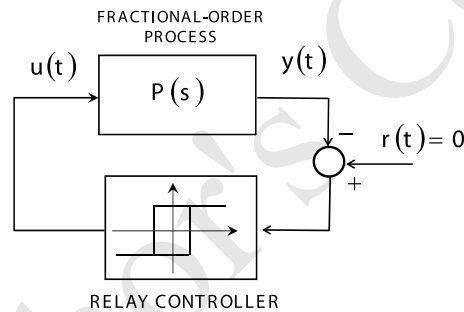 FRACTIONAL-ORDER
PROCESS
u(t)
P(s)
y(t)
−
r(t)=0
+
RELAY CONTROLLER